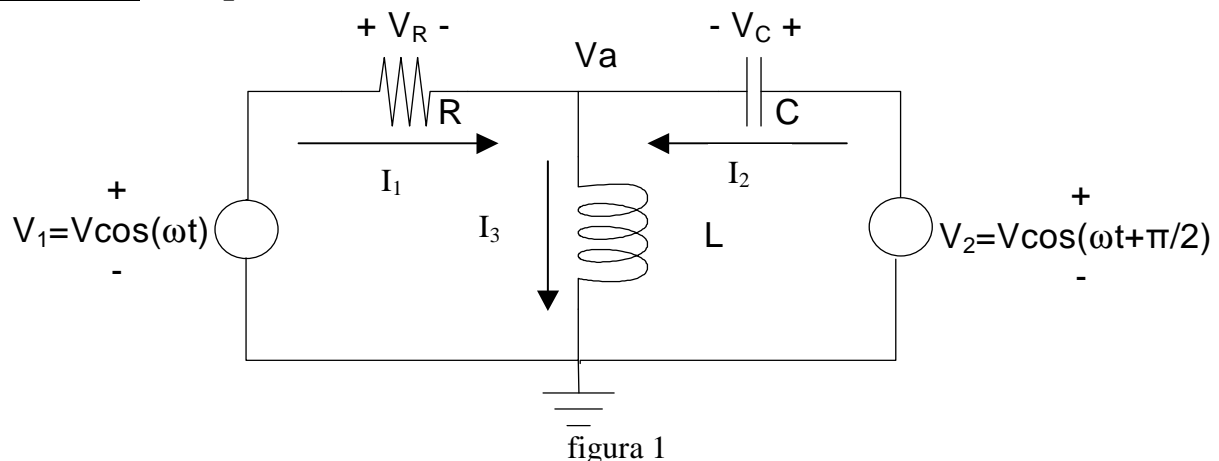 + V_R -
- V_C +
Va
R
C
I_1
I_2
+
V_1=Vcos(ωt)
-
I_3
L
+
V_2=Vcos(ωt+π/2)
-
figura 1